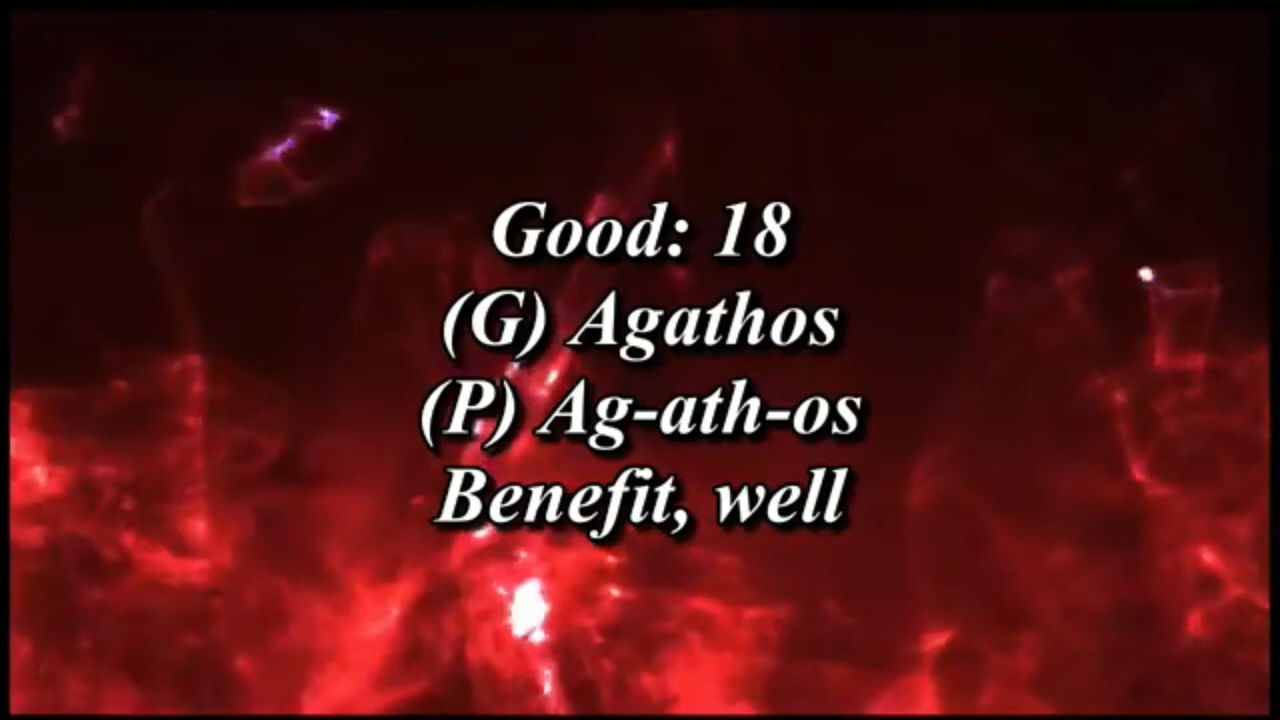 Good: 18
(G) Agathos
(P) Ag-ath-os
Benefit, well